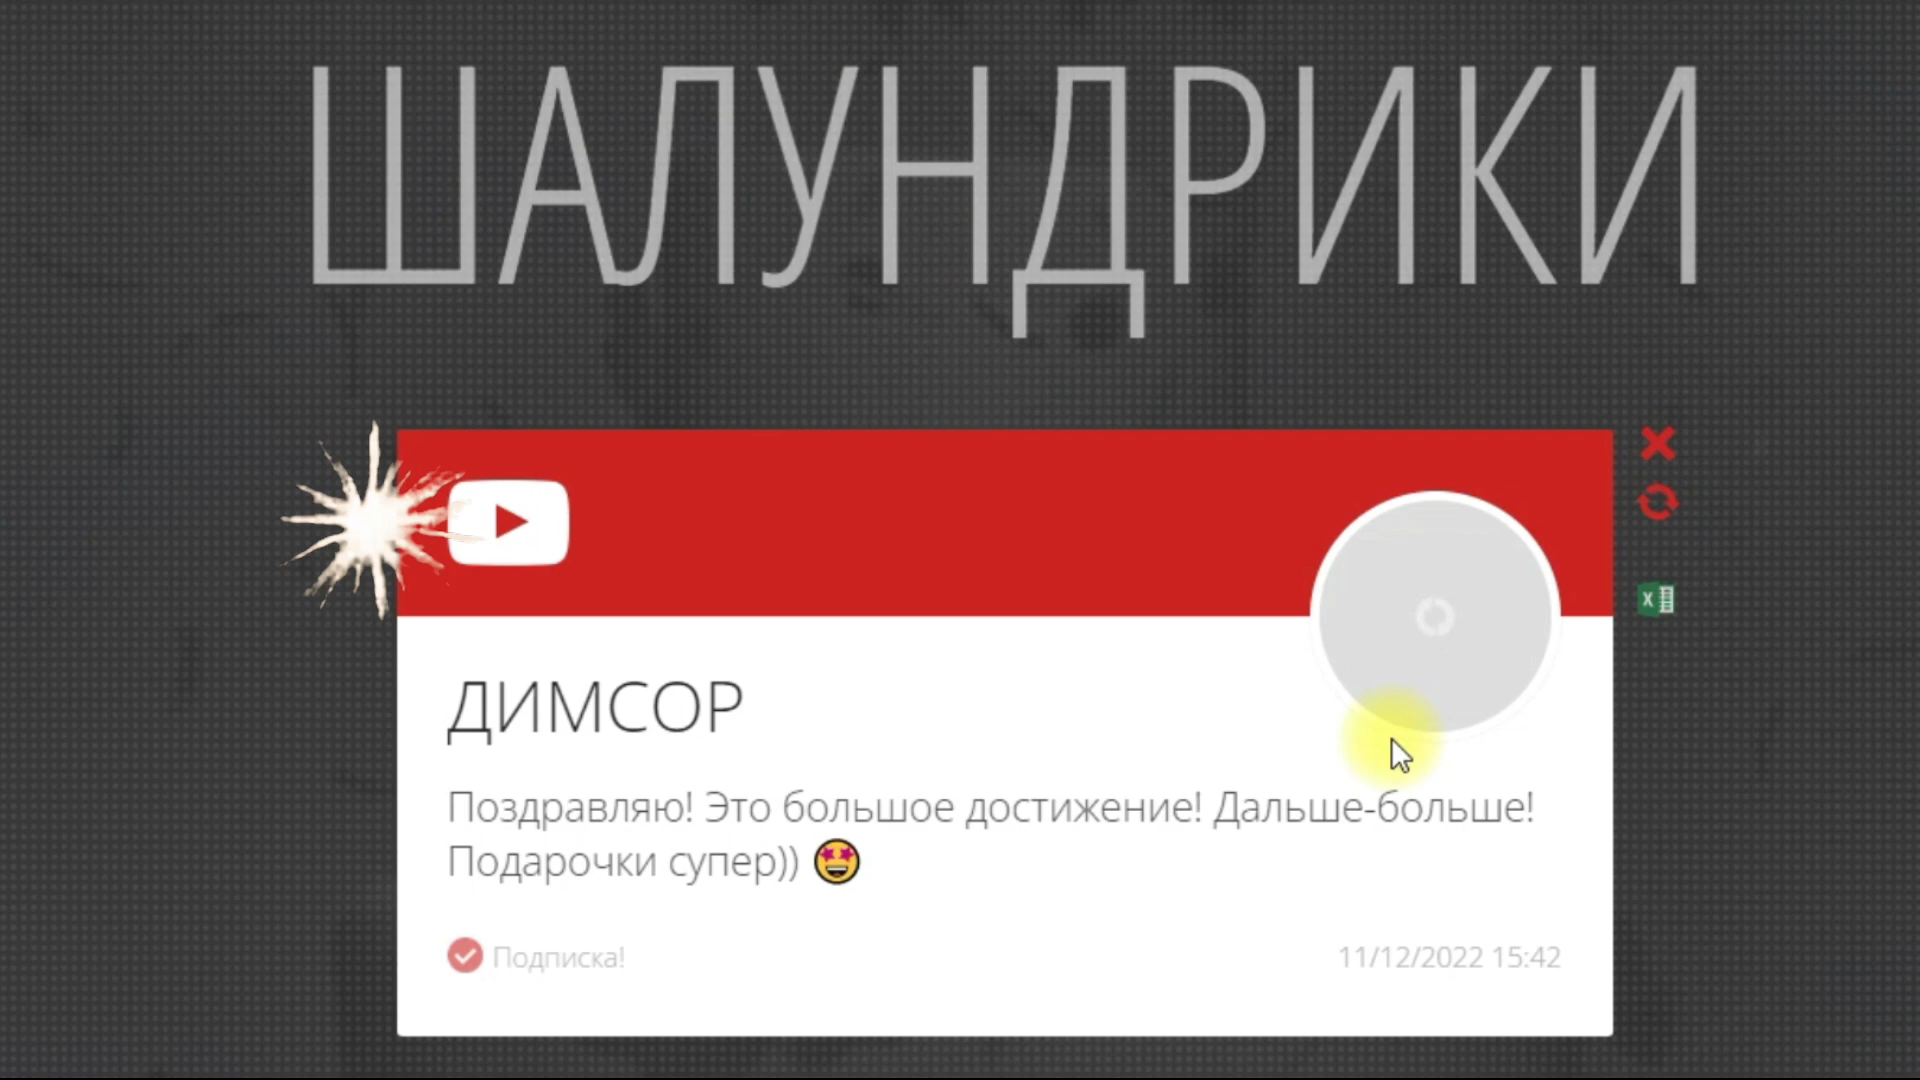 ШАЛУНДРИКИ
ДИМСОР
Поздравляю! Это большое достижение! Дальше-больше!
Подарочки супер)) 🤩
Подписка!
11/12/2022 15:42